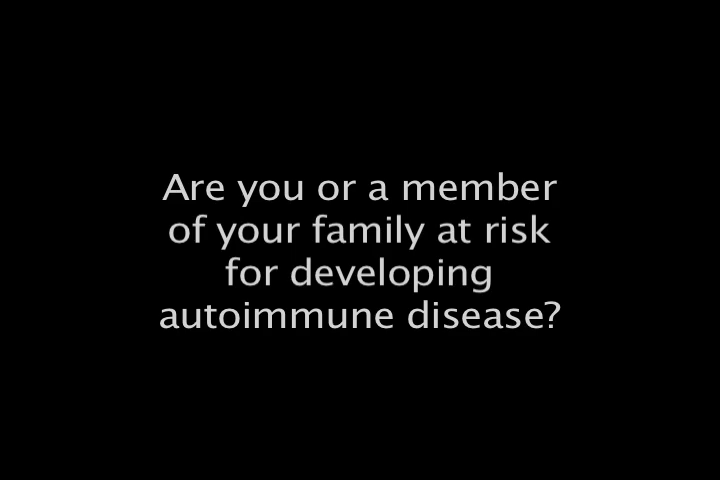 Are you or a member
of your family at risk
for developing
autoimmune disease?